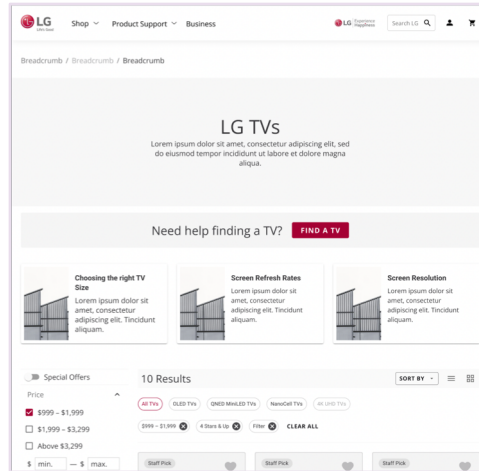 LG
Life's Good
Shop
Product Support
Business
LG Experience Happiness
Search LG
Breadcrumb / Breadcrumb / Breadcrumb
LG TVs
Lorem ipsum dolor sit amet, consectetur adipiscing elit, sed
do eiusmod tempor incididunt ut labore et dolore magna
aliqua.
Need help finding a TV?
FIND A TV
Choosing the right TV
Size
Lorem ipsum dolor sit
amet, consectetur
adipiscing elit. Tincidunt
aliquam.
Screen Refresh Rates
Lorem ipsum dolor sit
amet, consectetur
adipiscing elit. Tincidunt
aliquam.
Screen Resolution
Lorem ipsum dolor sit
amet, consectetur
adipiscing elit. Tincidunt
aliquam.
Special Offers
Price
$999 – $1,999
$1,999 – $3,299
Above $3,299
$ min. — $ max.
10 Results
SORT BY
All TVs
OLED TVs
QNED MiniLED TVs
NanoCell TVs
4K UHD TVs
$999 – $1,999
4 Stars & Up
Filter
CLEAR ALL
Staff Pick
Staff Pick
Staff Pick